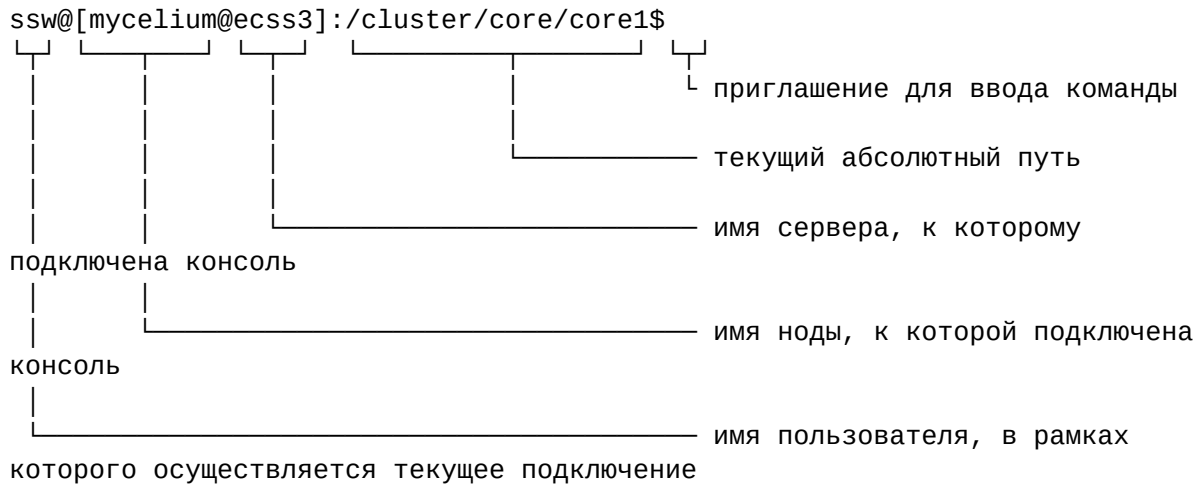 ssw@[mycelium@ecss3]:/cluster/core/core1$
приглашение для ввода команды
текущий абсолютный путь
имя сервера, к которому
подключена консоль
имя ноды, к которой подключена
консоль
имя пользователя, в рамках
которого осуществляется текущее подключение